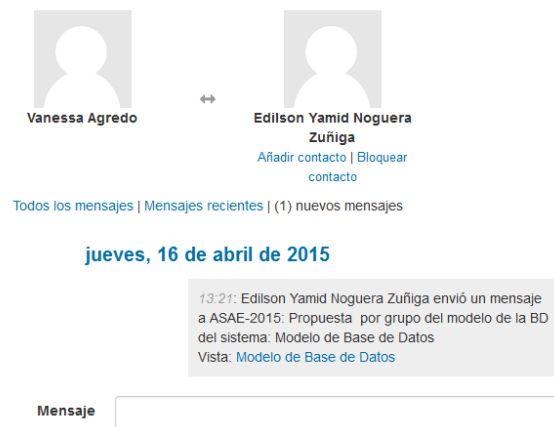 Vanessa Agredo
Edilson Yamid Noguera
Zuñiga
Añadir contacto | Bloquear
contacto
Todos los mensajes | Mensajes recientes | (1) nuevos mensajes
jueves, 16 de abril de 2015
13:21: Edilson Yamid Noguera Zuñiga envió un mensaje
a ASAE-2015: Propuesta  por grupo del modelo de la BD
del sistema: Modelo de Base de Datos
Vista: Modelo de Base de Datos
Mensaje